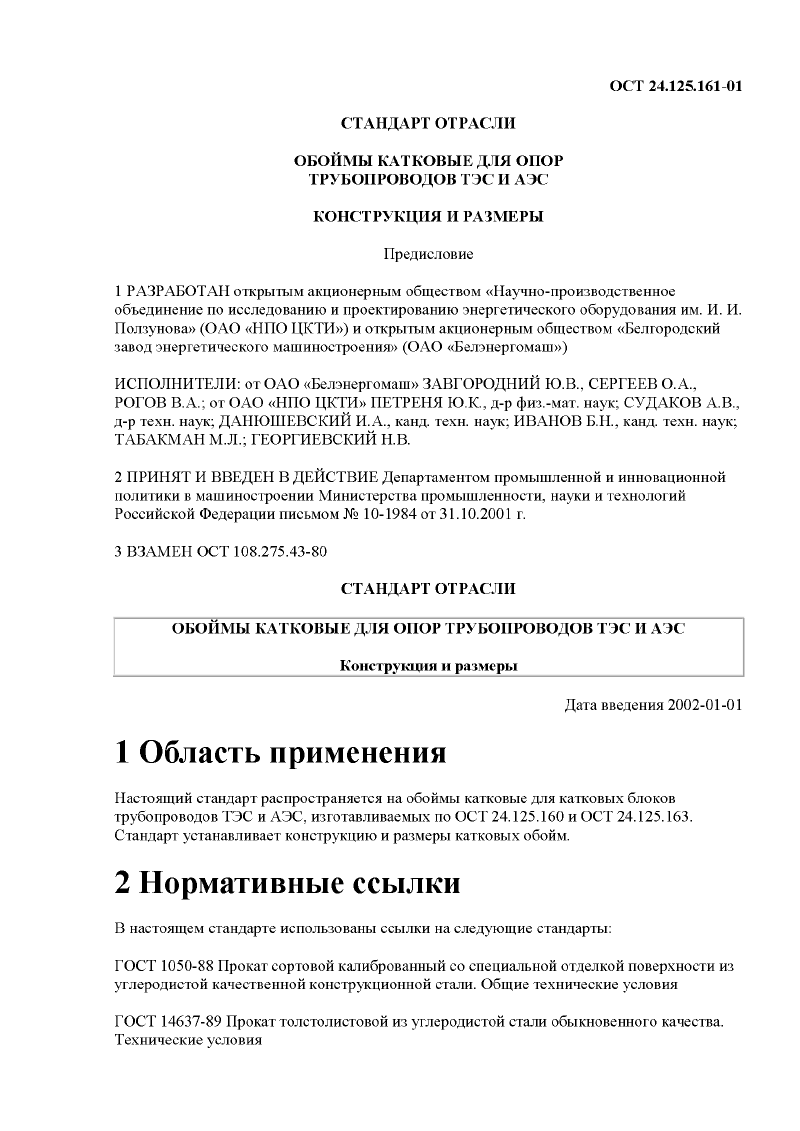 ОСТ 24.125.161-01
СТАНДАРТ ОТРАСЛИ
ОБОЙМЫ КАТКОВЫЕ ДЛЯ ОПОР
ТРУБОПРОВОДОВ ТЭС И АЭС
КОНСТРУКЦИЯ И РАЗМЕРЫ
Предисловие
1 РАЗРАБОТАН открытым акционерным обществом «Научно-производственное
объединение по исследованию и проектированию энергетического оборудования им. И. И.
Ползунова» (ОАО «НПО ЦКТИ») и открытым акционерным обществом «Белгородский
завод энергетического машиностроения» (ОАО «Белэнергомаш»)
ИСПОЛНИТЕЛИ: от ОАО «Белэнергомаш» ЗАВГОРОДНИЙ Ю.В., СЕРГЕЕВ О.А.,
РОГОВ В.А.; от ОАО «НПО ЦКТИ» ПЕТРЕНЯ Ю.К., д-р физ.-мат. наук; СУДАКОВ А.В.,
д-р техн. наук; ДАНЮШЕВСКИЙ И.А., канд. техн. наук; ИВАНОВ Б.Н., канд. техн. наук;
ТАБАКМАН М.Л.; ГЕОРГИЕВСКИЙ Н.В.
2 ПРИНЯТ И ВВЕДЕН В ДЕЙСТВИЕ Департаментом промышленной и инновационной
политики в машиностроении Министерства промышленности, науки и технологий
Российской Федерации письмом № 10-1984 от 31.10.2001 г.
3 ВЗАМЕН ОСТ 108.275.43-80
СТАНДАРТ ОТРАСЛИ
ОБОЙМЫ КАТКОВЫЕ ДЛЯ ОПОР ТРУБОПРОВОДОВ ТЭС И АЭС
Конструкция и размеры
Дата введения 2002-01-01
1 Область применения
Настоящий стандарт распространяется на обоймы катковые для катковых блоков
трубопроводов ТЭС и АЭС, изготавливаемых по ОСТ 24.125.160 и ОСТ 24.125.163.
Стандарт устанавливает конструкцию и размеры катковых обойм.
2 Нормативные ссылки
В настоящем стандарте использованы ссылки на следующие стандарты:
ГОСТ 1050-88 Прокат сортовой калиброванный со специальной отделкой поверхности из
углеродистой качественной конструкционной стали. Общие технические условия
ГОСТ 14637-89 Прокат толстолистовой из углеродистой стали обыкновенного качества.
Технические условия